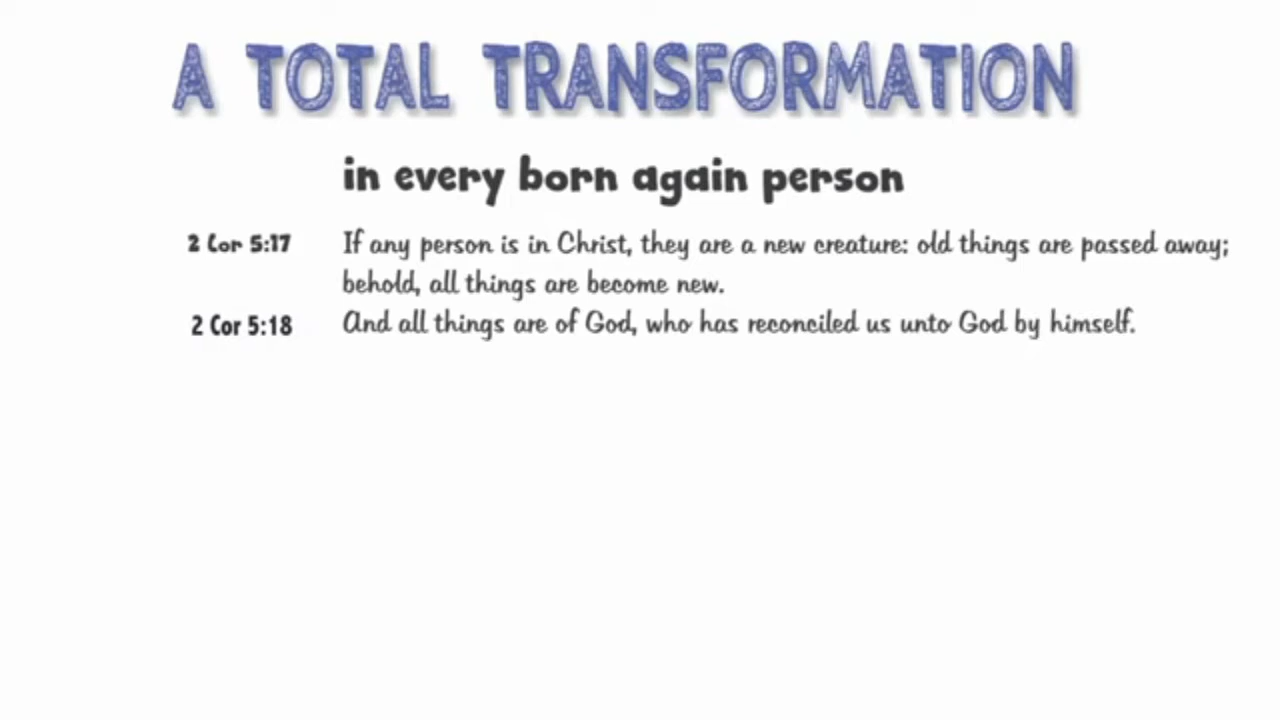 A TOTAL TRANSFORMATION
in every born again person
2 Cor 5:17 If any person is in Christ, they are a new creature: old things are passed away;
behold, all things are become new.
2 Cor 5:18 And all things are of God, who has reconciled us unto God by himself.